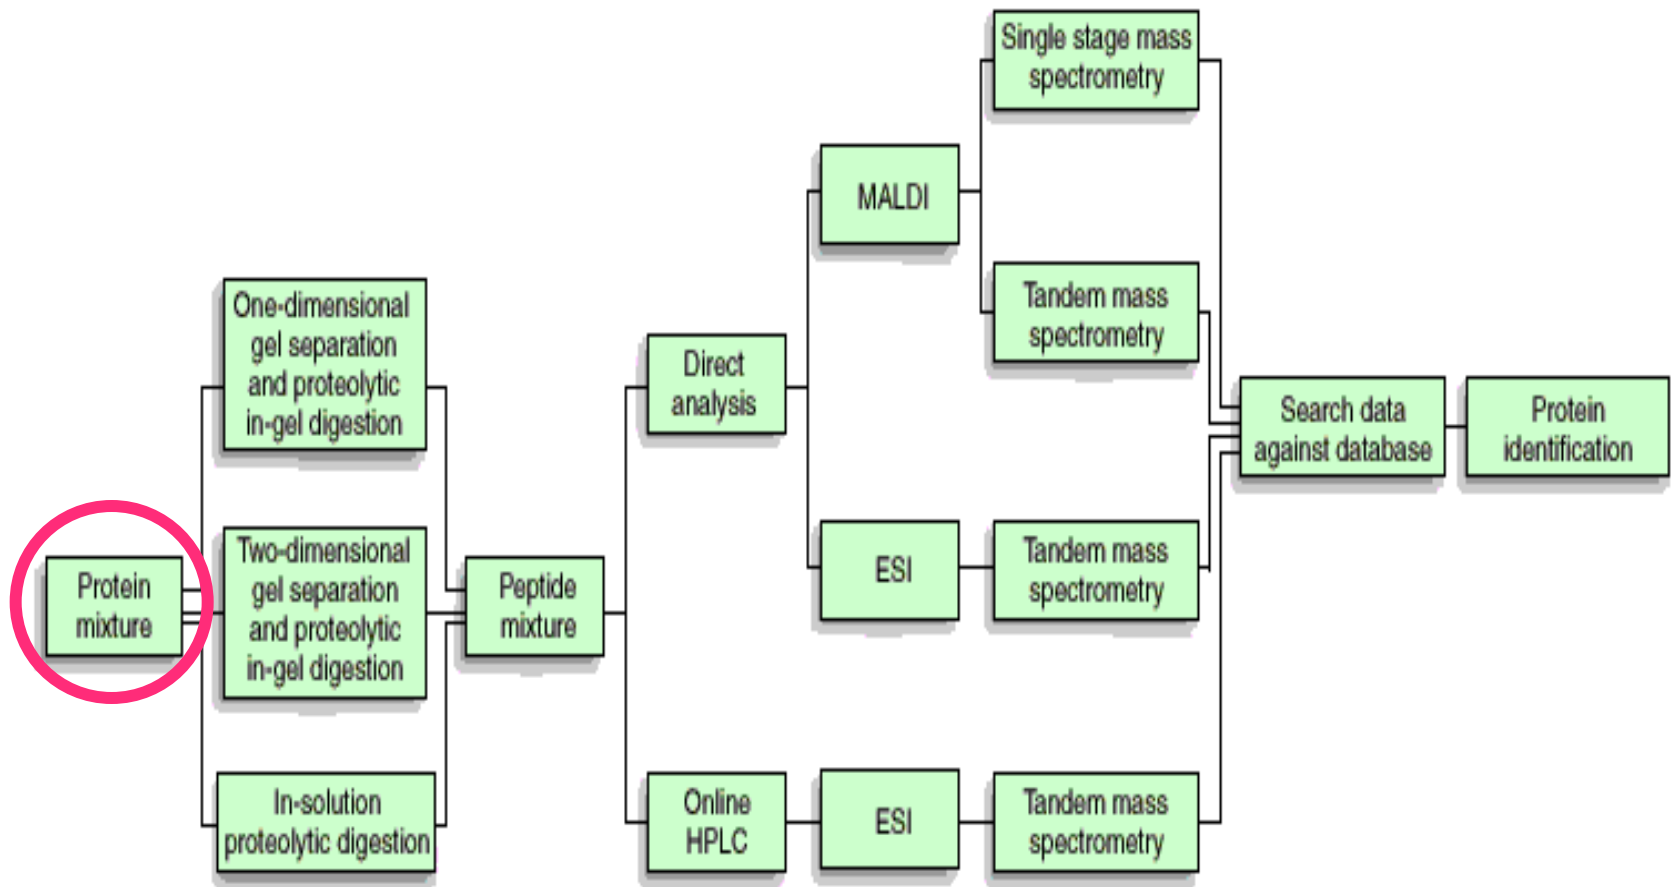 Protein
mixture
One-dimensional
gel separation
and proteolytic
in-gel digestion
Two-dimensional
gel separation
and proteolytic
in-gel digestion
In-solution
proteolytic digestion
Peptide
mixture
Direct
analysis
Online
HPLC
MALDI
ESI
ESI
Single stage mass
spectrometry
Tandem mass
spectrometry
Tandem mass
spectrometry
Tandem mass
spectrometry
Search data
against database
Protein
identification